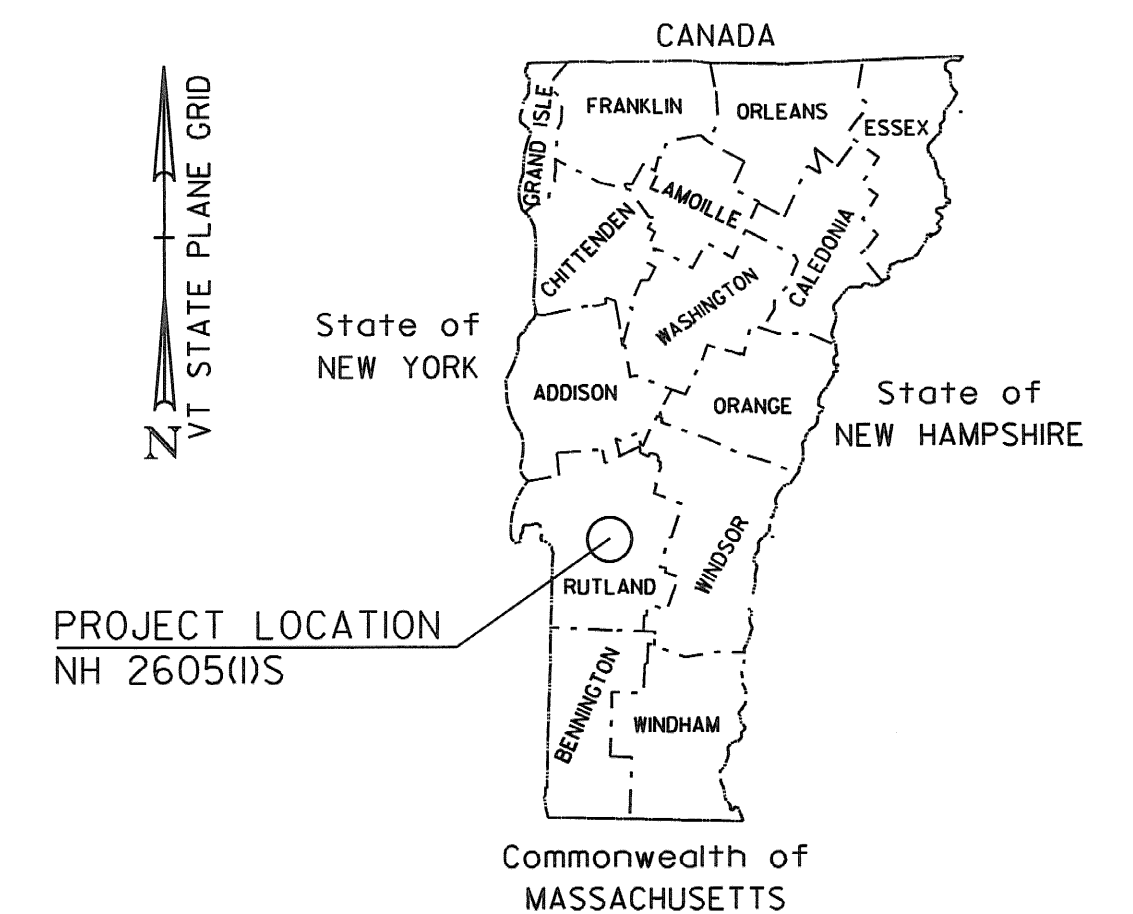 CANADA
VT STATE PLANE GRID
N
GRAND ISLE
FRANKLIN
ORLEANS
ESSEX
LAMOILLE
CHITTENDEN
CALEDONIA
WASHINGTON
State of
NEW YORK
ADDISON
ORANGE
State of
NEW HAMPSHIRE
WINDSOR
RUTLAND
PROJECT LOCATION
NH 2605(1)S
BENNINGTON
WINDHAM
Commonwealth of
MASSACHUSETTS